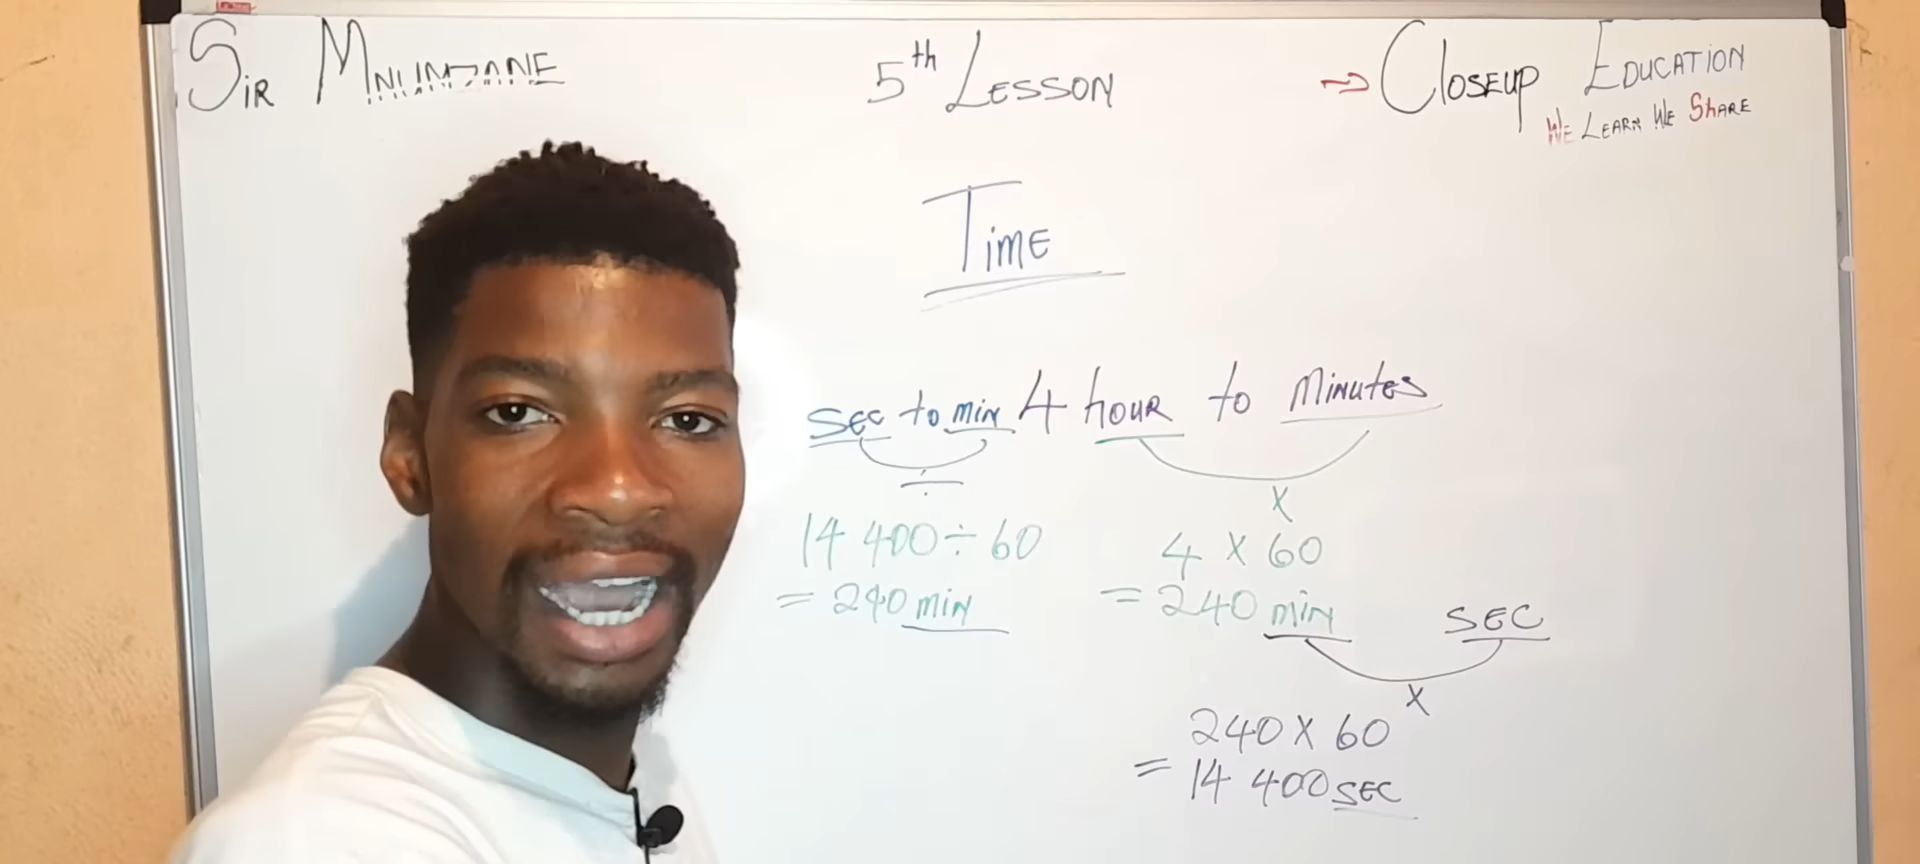 Sir Mnumzane
5th Lesson
Closeup Education
We Learn We Share
Time
sec to min
4 hour to minutes
÷
x
14 400 ÷ 60
= 240 min
4 x 60
= 240 min
sec
x
240 x 60
= 14 400 sec